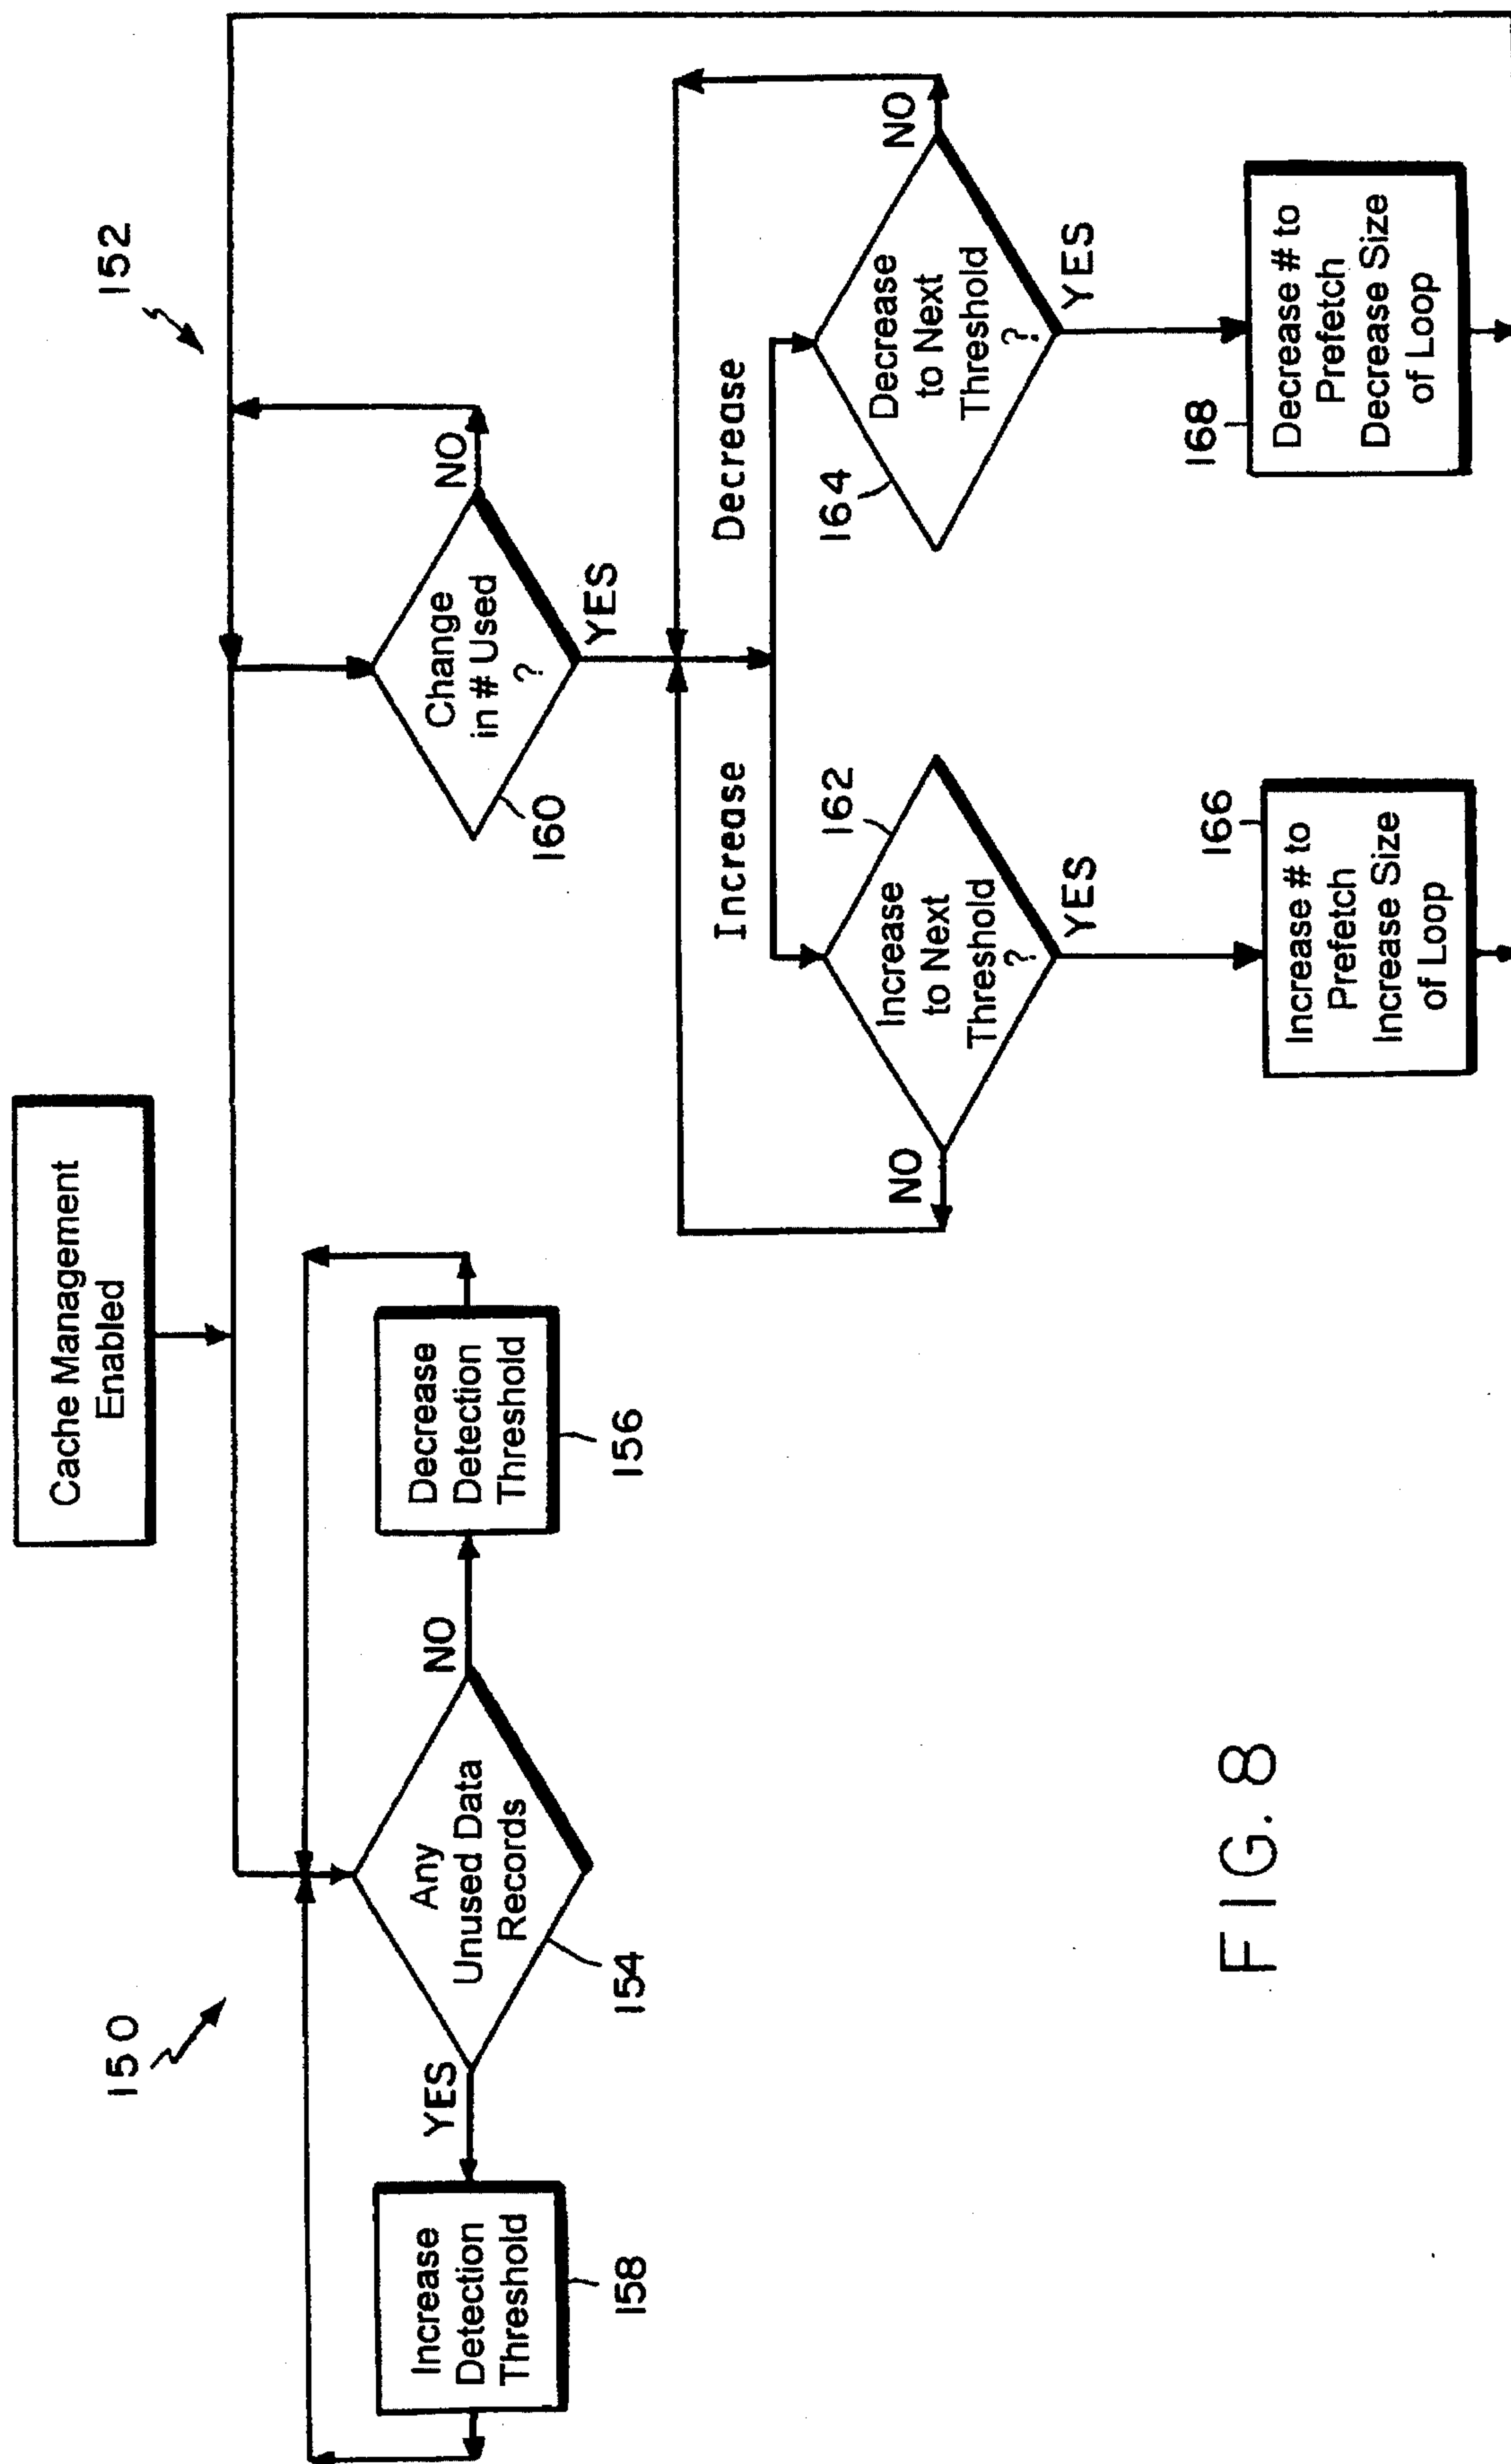 Cache Management
Enabled
150
152
YES
Any
Unused Data
Records
NO
154
Increase
Detection
Threshold
158
Decrease
Detection
Threshold
156
Change
in # Used
?
NO
160
YES
Increase
Decrease
NO
Increase
to Next
Threshold
?
162
YES
Decrease
to Next
Threshold
?
164
NO
YES
166
Increase # to
Prefetch
Increase Size
of Loop
168
Decrease # to
Prefetch
Decrease Size
of Loop
FIG. 8